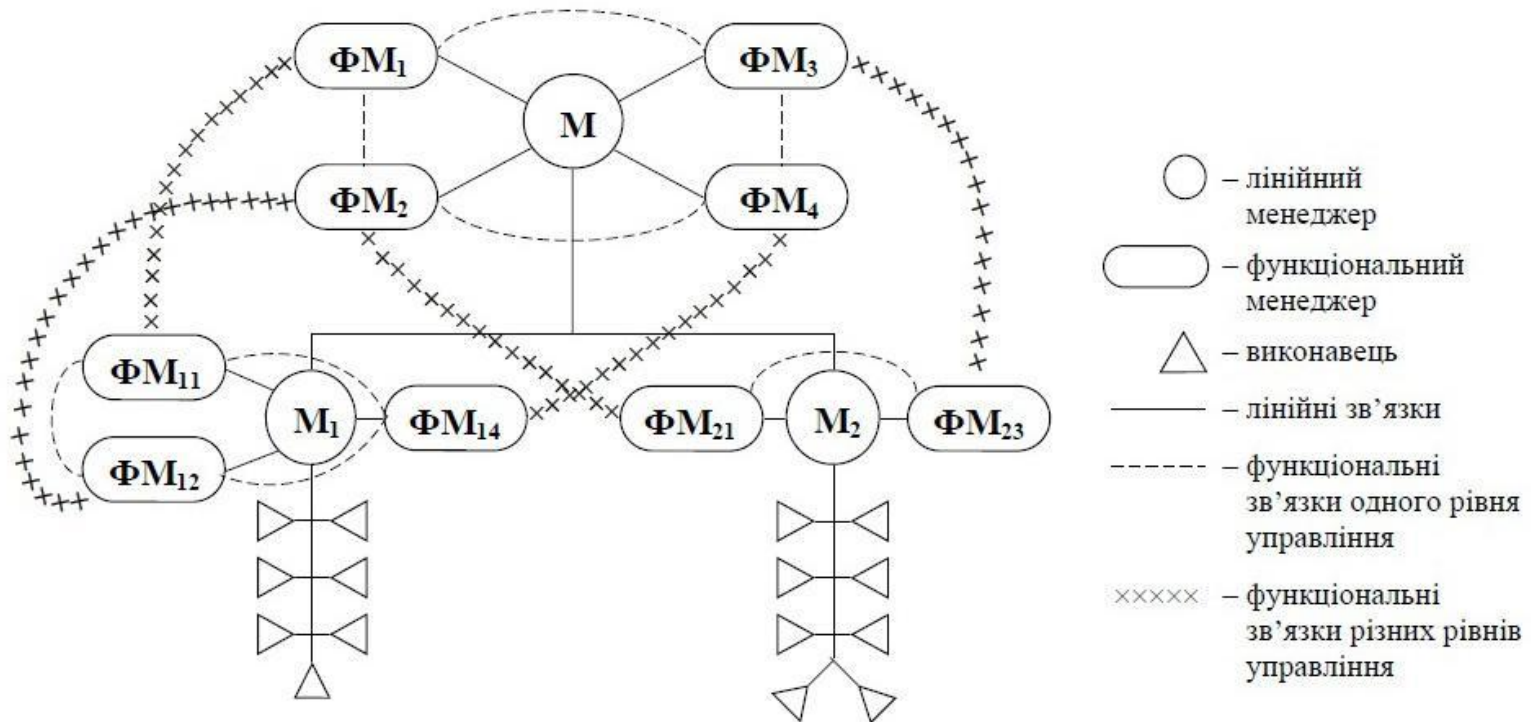 ФМ₁
ФМ₃
М
ФМ₂
ФМ₄
ФМ₁₁
М₁
ФМ₁₄
ФМ₂₁
М₂
ФМ₂₃
ФМ₁₂
– лінійний
менеджер
– функціональний
менеджер
– виконавець
– лінійні зв’язки
– функціональні
зв’язки одного рівня
управління
– функціональні
зв’язки різних рівнів
управління